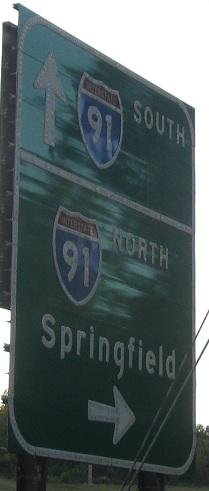 INTERSTATE
91 SOUTH
INTERSTATE
91 NORTH
Springfield